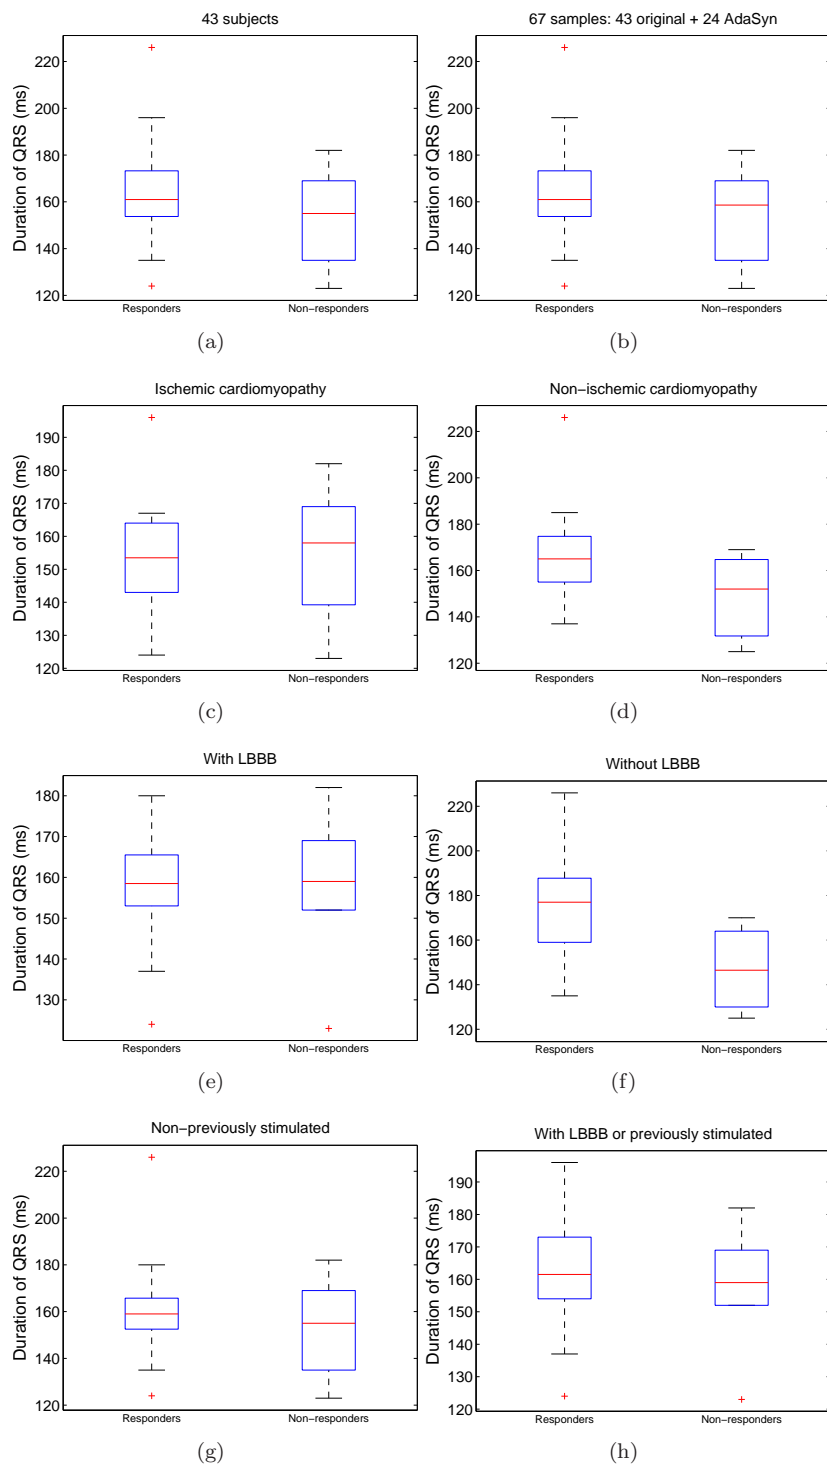 43 subjects
220
200
180
160
140
120
Duration of QRS (ms)
Responders
Non−responders
(a)
67 samples: 43 original + 24 AdaSyn
220
200
180
160
140
120
Duration of QRS (ms)
Responders
Non−responders
(b)
Ischemic cardiomyopathy
190
180
170
160
150
140
130
120
Duration of QRS (ms)
Responders
Non−responders
(c)
Non−ischemic cardiomyopathy
220
200
180
160
140
120
Duration of QRS (ms)
Responders
Non−responders
(d)
With LBBB
180
170
160
150
140
130
Duration of QRS (ms)
Responders
Non−responders
(e)
Without LBBB
220
200
180
160
140
120
Duration of QRS (ms)
Responders
Non−responders
(f)
Non−previously stimulated
220
200
180
160
140
120
Duration of QRS (ms)
Responders
Non−responders
(g)
With LBBB or previously stimulated
190
180
170
160
150
140
130
120
Duration of QRS (ms)
Responders
Non−responders
(h)